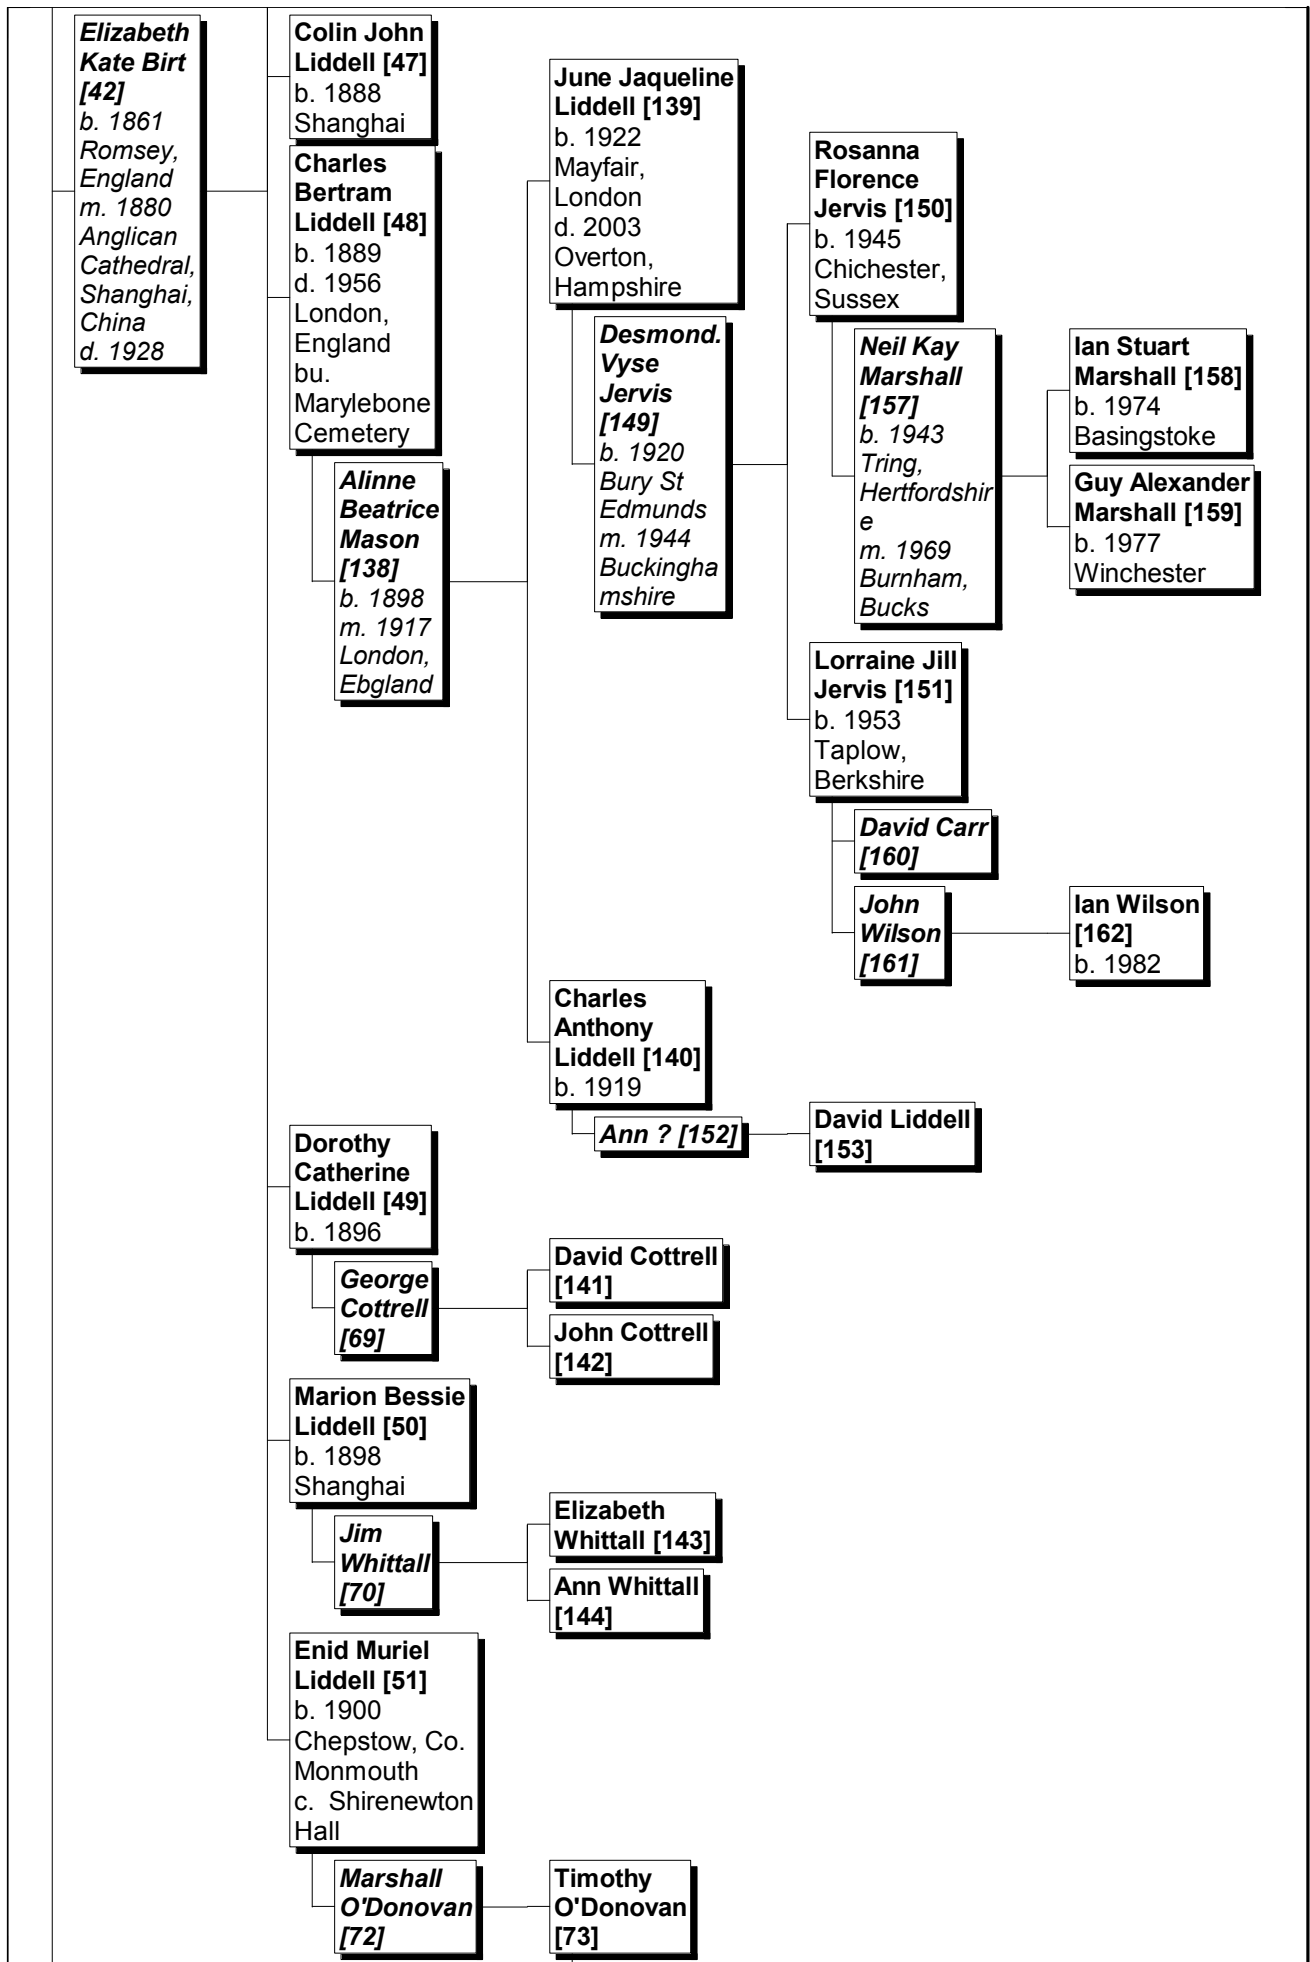 Elizabeth
Kate Birt
[42]
b. 1861
Romsey,
England
m. 1880
Anglican
Cathedral,
Shanghai,
China
d. 1928
Colin John
Liddell [47]
b. 1888
Shanghai
Charles
Bertram
Liddell [48]
b. 1889
d. 1956
London,
England
bu.
Marylebone
Cemetery
Alinne
Beatrice
Mason
[138]
b. 1898
m. 1917
London,
Ebgland
June Jaqueline
Liddell [139]
b. 1922
Mayfair,
London
d. 2003
Overton,
Hampshire
Desmond.
Vyse
Jervis
[149]
b. 1920
Bury St
Edmunds
m. 1944
Buckingha
mshire
Rosanna
Florence
Jervis [150]
b. 1945
Chichester,
Sussex
Neil Kay
Marshall
[157]
b. 1943
Tring,
Hertfordshir
e
m. 1969
Burnham,
Bucks
Ian Stuart
Marshall [158]
b. 1974
Basingstoke
Guy Alexander
Marshall [159]
b. 1977
Winchester
Lorraine Jill
Jervis [151]
b. 1953
Taplow,
Berkshire
David Carr
[160]
John
Wilson
[161]
Ian Wilson
[162]
b. 1982
Charles
Anthony
Liddell [140]
b. 1919
Ann ? [152]
David Liddell
[153]
Dorothy
Catherine
Liddell [49]
b. 1896
George
Cottrell
[69]
David Cottrell
[141]
John Cottrell
[142]
Marion Bessie
Liddell [50]
b. 1898
Shanghai
Jim
Whittall
[70]
Elizabeth
Whittall [143]
Ann Whittall
[144]
Enid Muriel
Liddell [51]
b. 1900
Chepstow, Co.
Monmouth
c.  Shirenewton
Hall
Marshall
O'Donovan
[72]
Timothy
O'Donovan
[73]